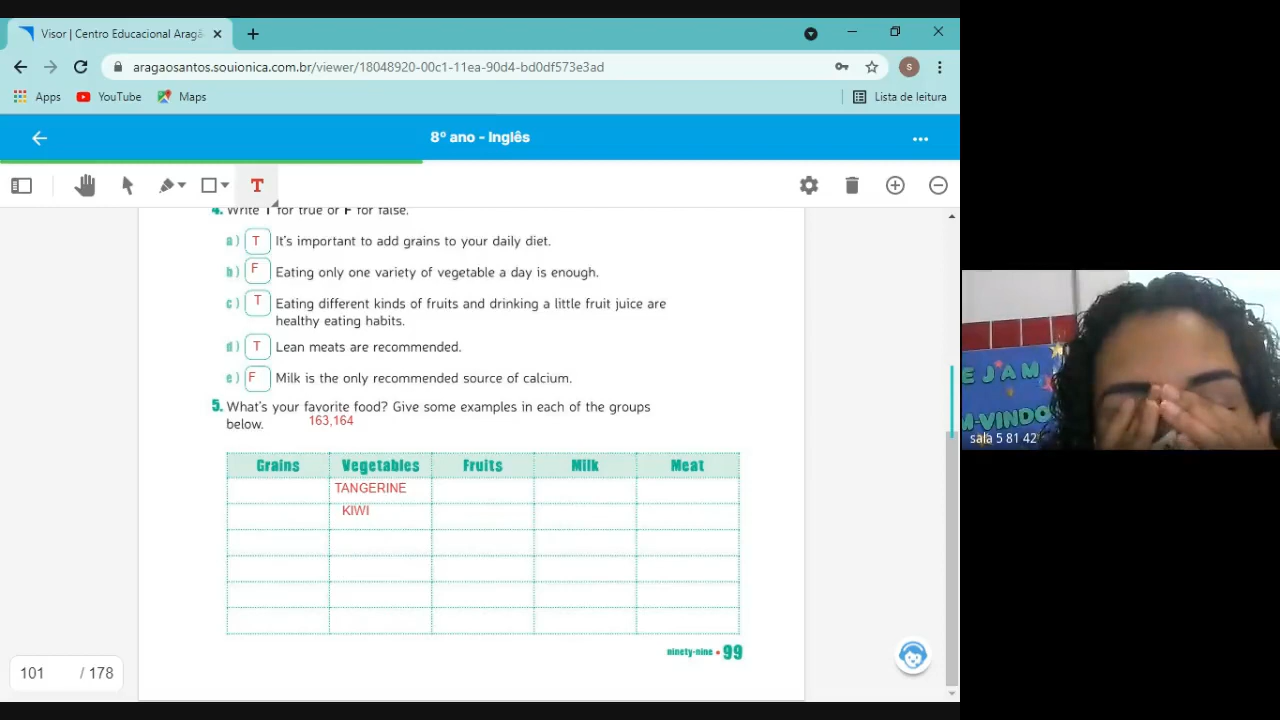 Visor | Centro Educacional Aragã
aragaosantos.souionica.com.br/viewer/18048920-00c1-11ea-90d4-bd0df573e3ad
S
Apps YouTube Maps Lista de leitura
8º ano - Inglês
T
4. Write T for true or F for false.
a) T It's important to add grains to your daily diet.
b) F Eating only one variety of vegetable a day is enough.
c) T Eating different kinds of fruits and drinking a little fruit juice are
healthy eating habits.
d) T Lean meats are recommended.
e) F Milk is the only recommended source of calcium.
5. What's your favorite food? Give some examples in each of the groups
below. 163,164
Grains Vegetables Fruits Milk Meat
TANGERINE
KIWI
ninety-nine • 99
101 / 178
EJAM
M-VINDO
sala 5 81 42